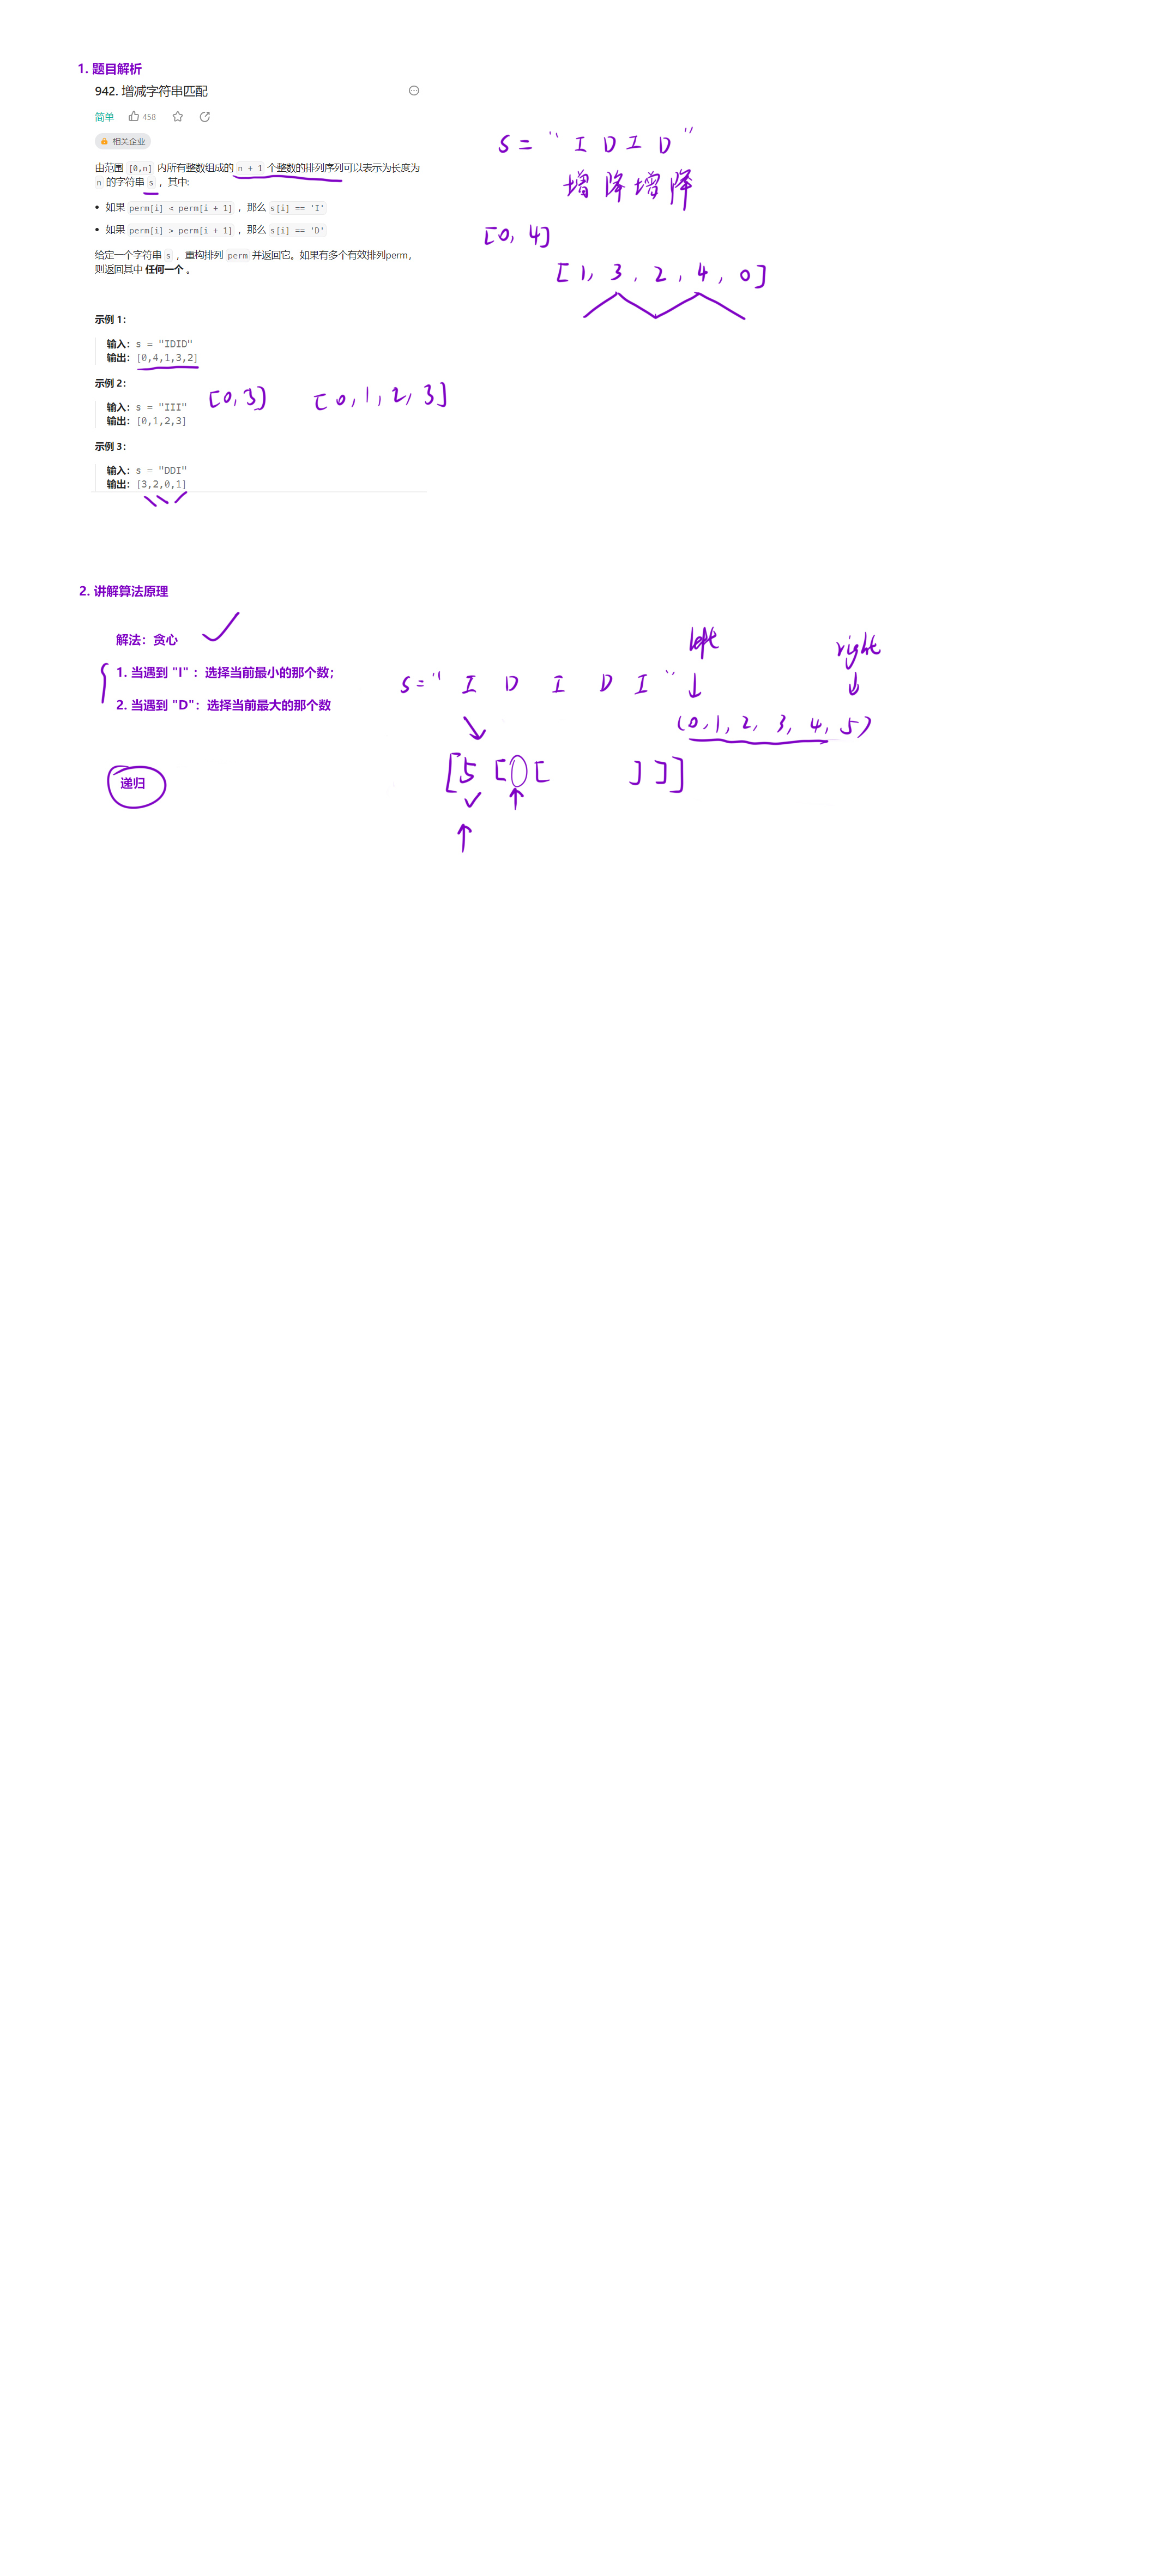 1. 题目解析
942. 增减字符串匹配
简单 458
相关企业
由范围 [0,n] 内所有整数组成的 n + 1 个整数的排列序列可以表示为长度为
n 的字符串 s ，其中:
• 如果 perm[i] < perm[i + 1] ，那么 s[i] == 'I'
• 如果 perm[i] > perm[i + 1] ，那么 s[i] == 'D'
给定一个字符串 s ，重构排列 perm 并返回它。如果有多个有效排列perm，
则返回其中 任何一个 。
示例 1：
输入：s = "IDID"
输出：[0,4,1,3,2]
示例 2：
输入：s = "III"
输出：[0,1,2,3]
示例 3：
输入：s = "DDI"
输出：[3,2,0,1]
S = " I D I D "
增 降 增 降
[0, 4]
[1, 3, 2, 4, 0]
[0, 3] [0, 1, 2, 3]
2. 讲解算法原理
解法：贪心
1. 当遇到 "I" ：选择当前最小的那个数；
2. 当遇到 "D"：选择当前最大的那个数
递归
left right
S = " I D I D I "
(0, 1, 2, 3, 4, 5)
[5 [0 [ ] ] ]